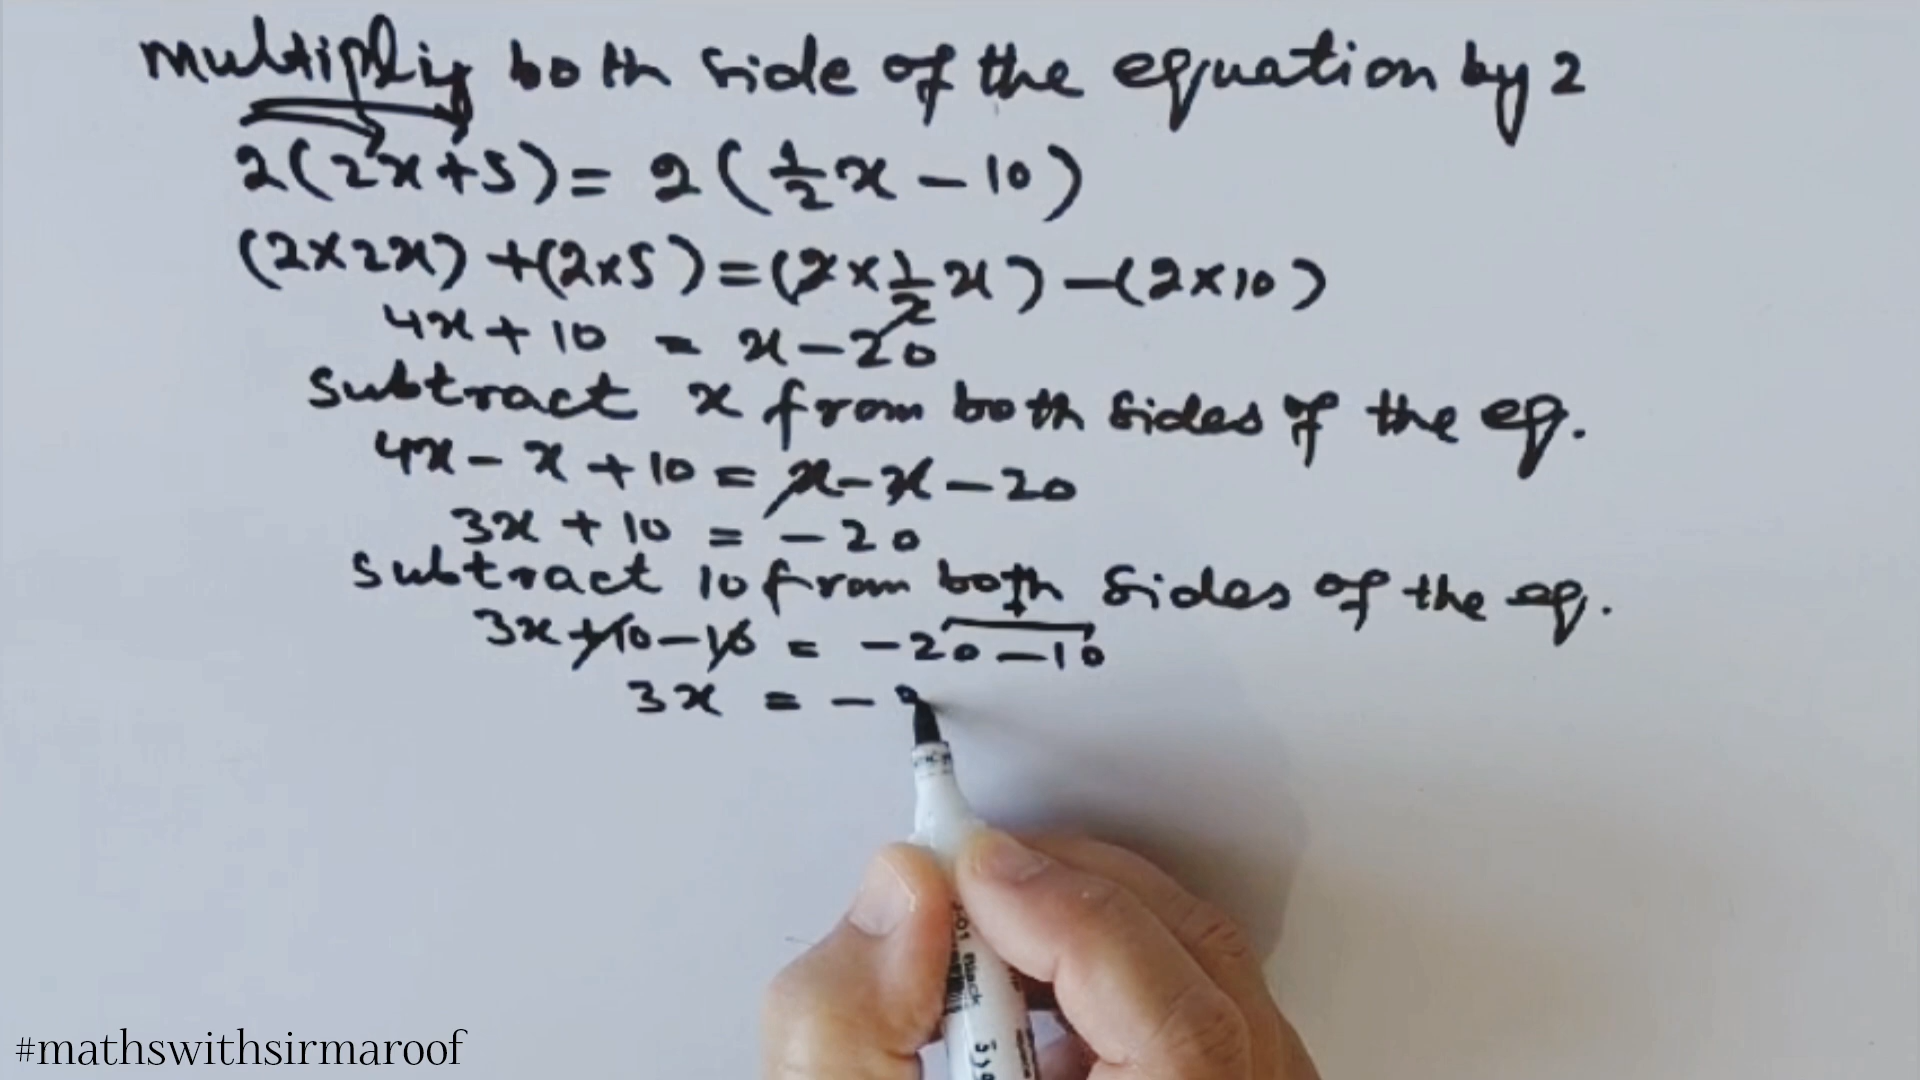 Multiply both side of the equation by 2
2(2x+5)= 2(½x-10)
(2×2x)+(2×5)=(2×½x)-(2×10)
4x+10 = x-20
Subtract x from both sides of the eq.
4x-x+10=x-x-20
3x+10 = -20
Subtract 10 from both sides of the eq.
3x+10-10 = -20-10
3x = -
Black
#mathswithsirmaroof